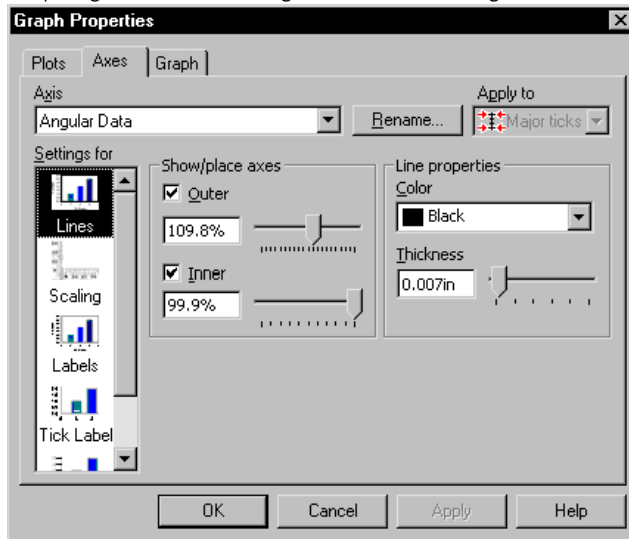 Graph Properties
Plots
Axes
Graph
Axis
Angular Data
Rename...
Apply to
Major ticks
Settings for
Lines
Scaling
Labels
Tick Label
Show/place axes
Outer
109.8%
Inner
99.9%
Line properties
Color
Black
Thickness
0.007in
OK
Cancel
Apply
Help